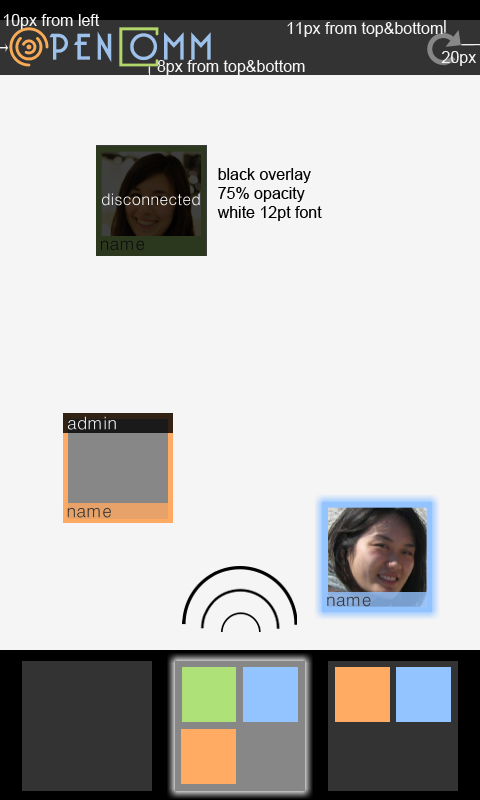 10px from left
11px from top&bottom
OPENCOMM
20px
8px from top&bottom
disconnected
name
black overlay
75% opacity
white 12pt font
admin
name
name